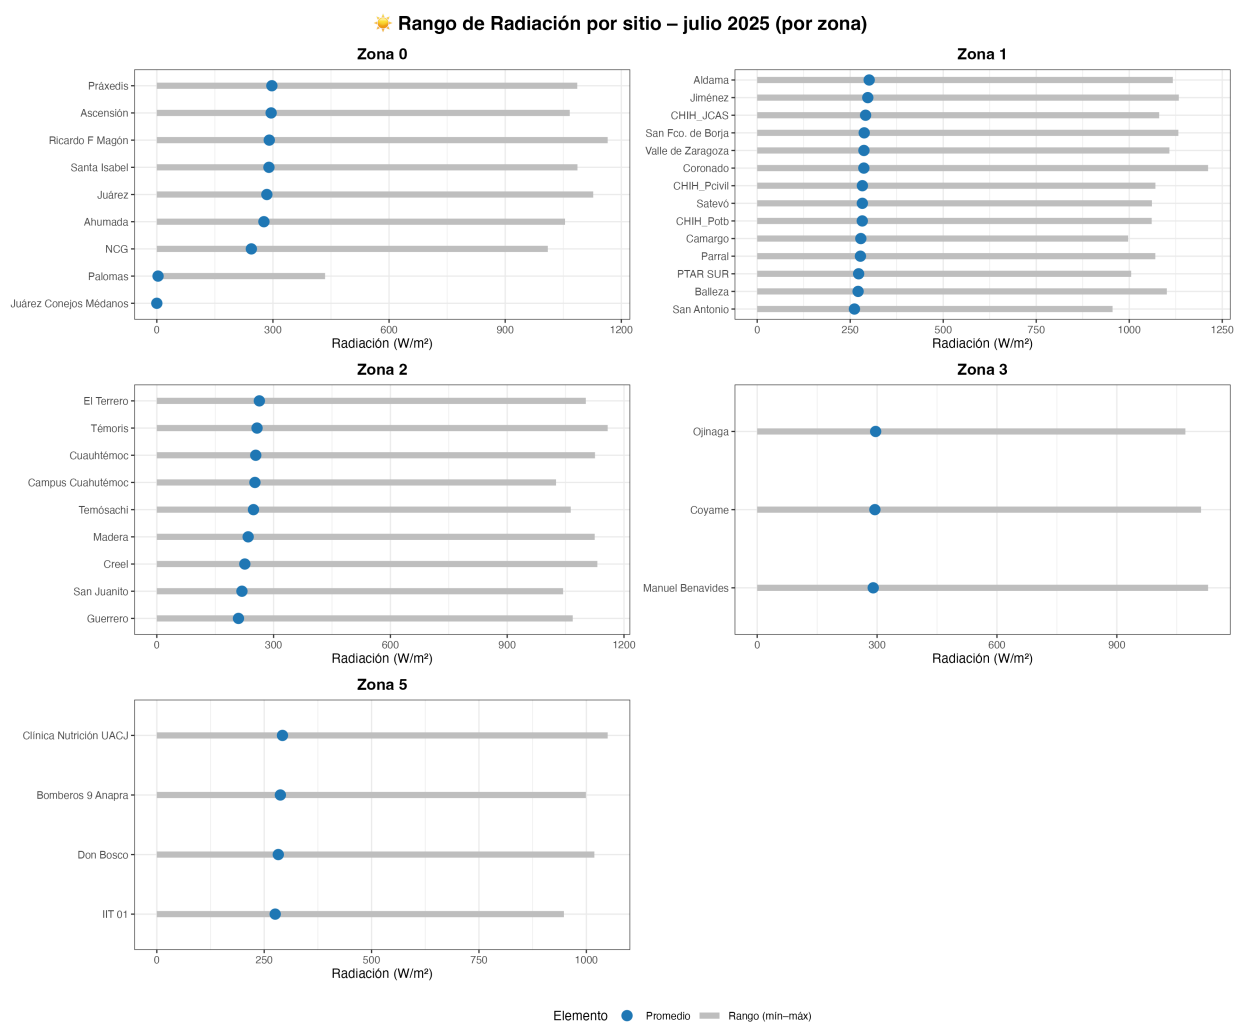 ☀️ Rango de Radiación por sitio – julio 2025 (por zona)
Zona 0
Práxedis
Ascensión
Ricardo F Magón
Santa Isabel
Juárez
Ahumada
NCG
Palomas
Juárez Conejos Médanos
0 300 600 900 1200
Radiación (W/m²)
Zona 1
Aldama
Jiménez
CHIH_JCAS
San Fco. de Borja
Valle de Zaragoza
Coronado
CHIH_Pcivil
Satevó
CHIH_Potb
Camargo
Parral
PTAR SUR
Balleza
San Antonio
0 250 500 750 1000 1250
Radiación (W/m²)
Zona 2
El Terrero
Témoris
Cuauhtémoc
Campus Cuahutémoc
Temósachi
Madera
Creel
San Juanito
Guerrero
0 300 600 900 1200
Radiación (W/m²)
Zona 3
Ojinaga
Coyame
Manuel Benavides
0 300 600 900
Radiación (W/m²)
Zona 5
Clínica Nutrición UACJ
Bomberos 9 Anapra
Don Bosco
IIT 01
0 250 500 750 1000
Radiación (W/m²)
Elemento Promedio Rango (mín–máx)